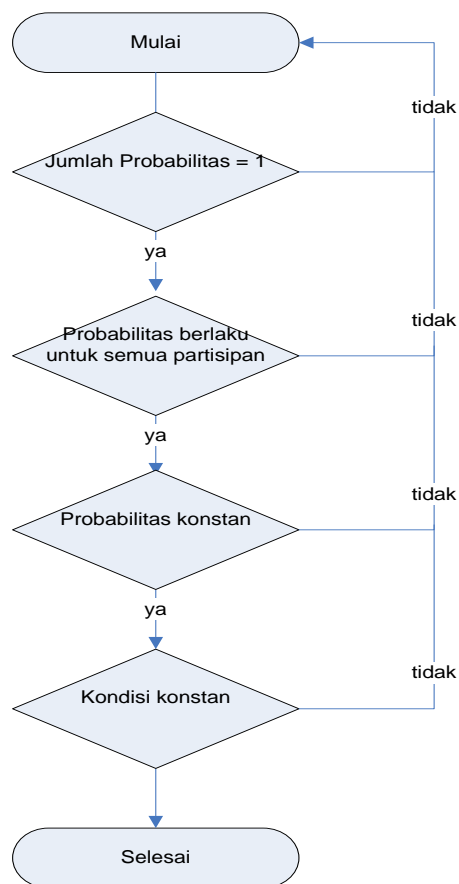 Mulai
tidak
Jumlah Probabilitas = 1
ya
tidak
Probabilitas berlaku
untuk semua partisipan
ya
tidak
Probabilitas konstan
ya
tidak
Kondisi konstan
Selesai